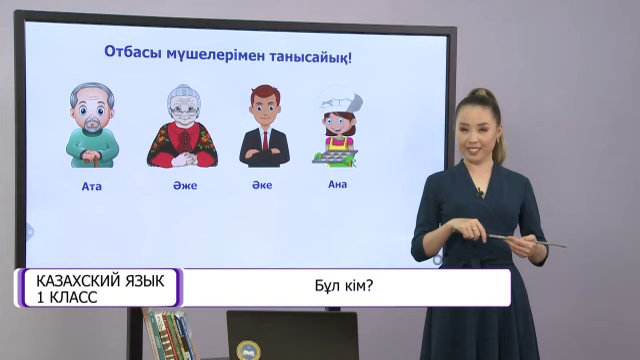 Отбасы мүшелерімен танысайық!
Ата
Әже
Әке
Ана
КАЗАХСКИЙ ЯЗЫК
1 КЛАСС
Бұл кім?